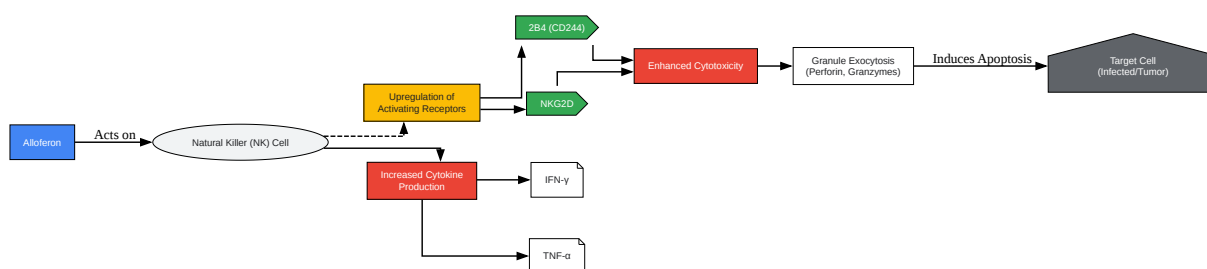 Alloferon
Acts on
Natural Killer (NK) Cell
Upregulation of
Activating Receptors
2B4 (CD244)
NKG2D
Enhanced Cytotoxicity
Granule Exocytosis
(Perforin, Granzymes)
Induces Apoptosis
Target Cell
(Infected/Tumor)
Increased Cytokine
Production
IFN-γ
TNF-α